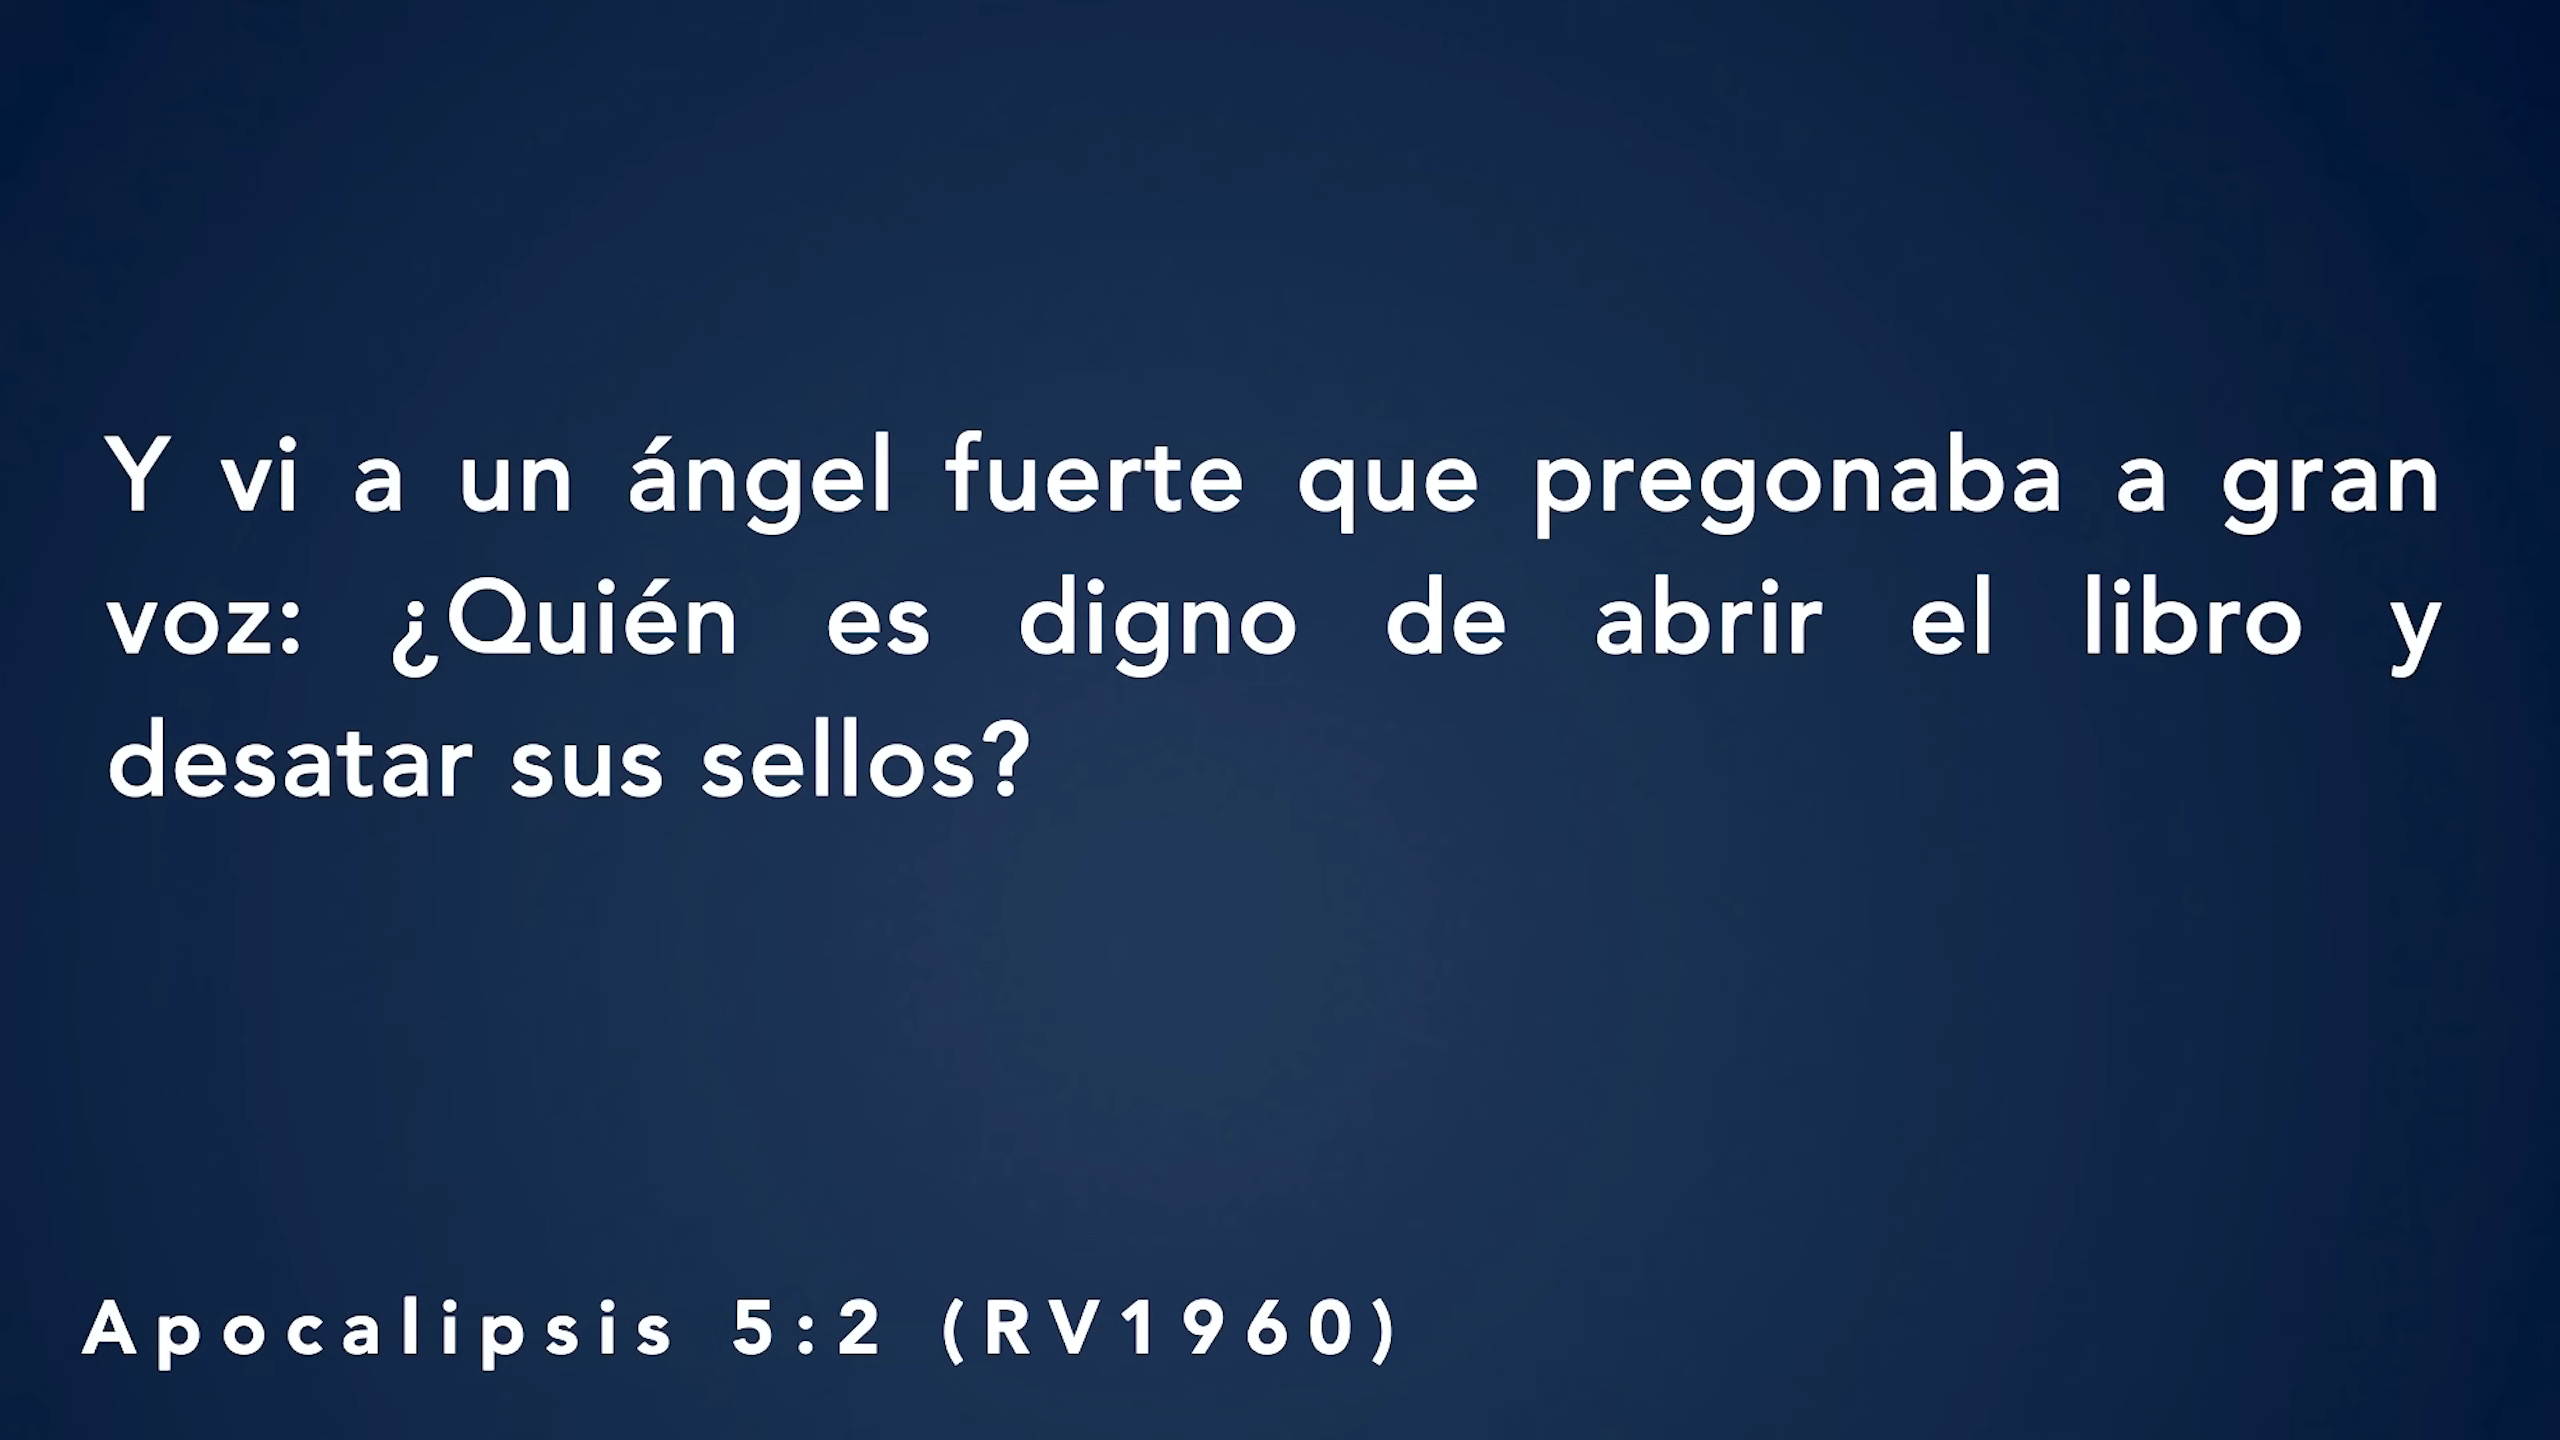 Y vi a un ángel fuerte que pregonaba a gran
voz: ¿Quién es digno de abrir el libro y
desatar sus sellos?
Apocalipsis 5:2 (RV1960)